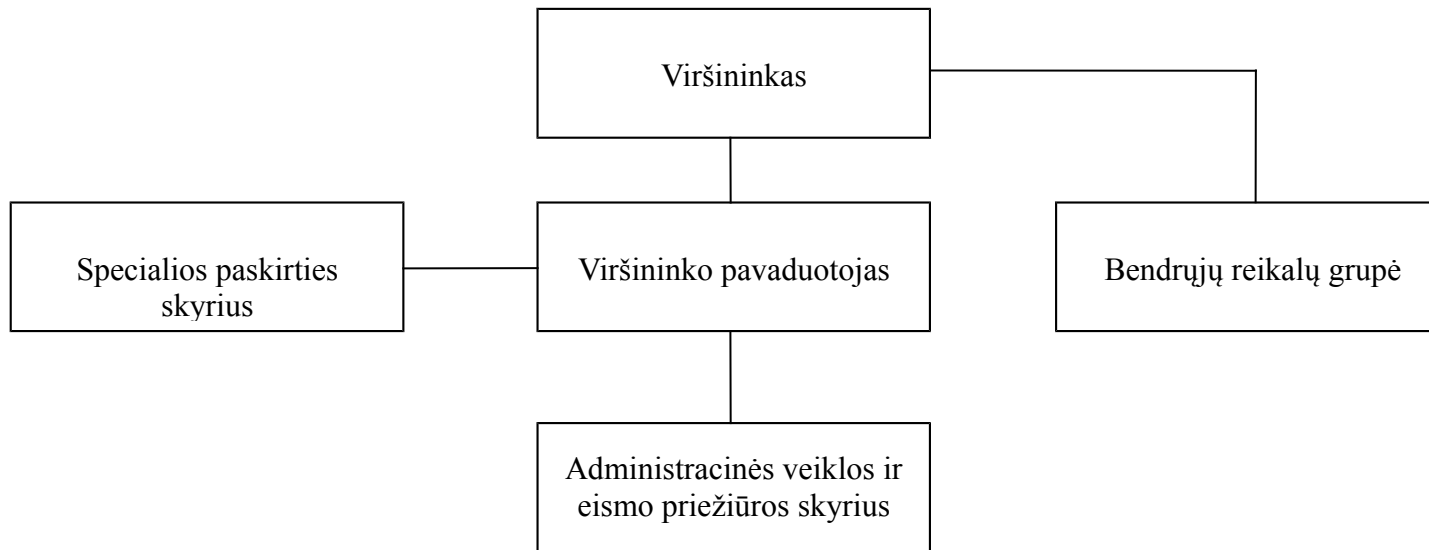 Viršininkas
Specialios paskirties
skyrius
Viršininko pavaduotojas
Bendrųjų reikalų grupė
Administracinės veiklos ir
eismo priežiūros skyrius